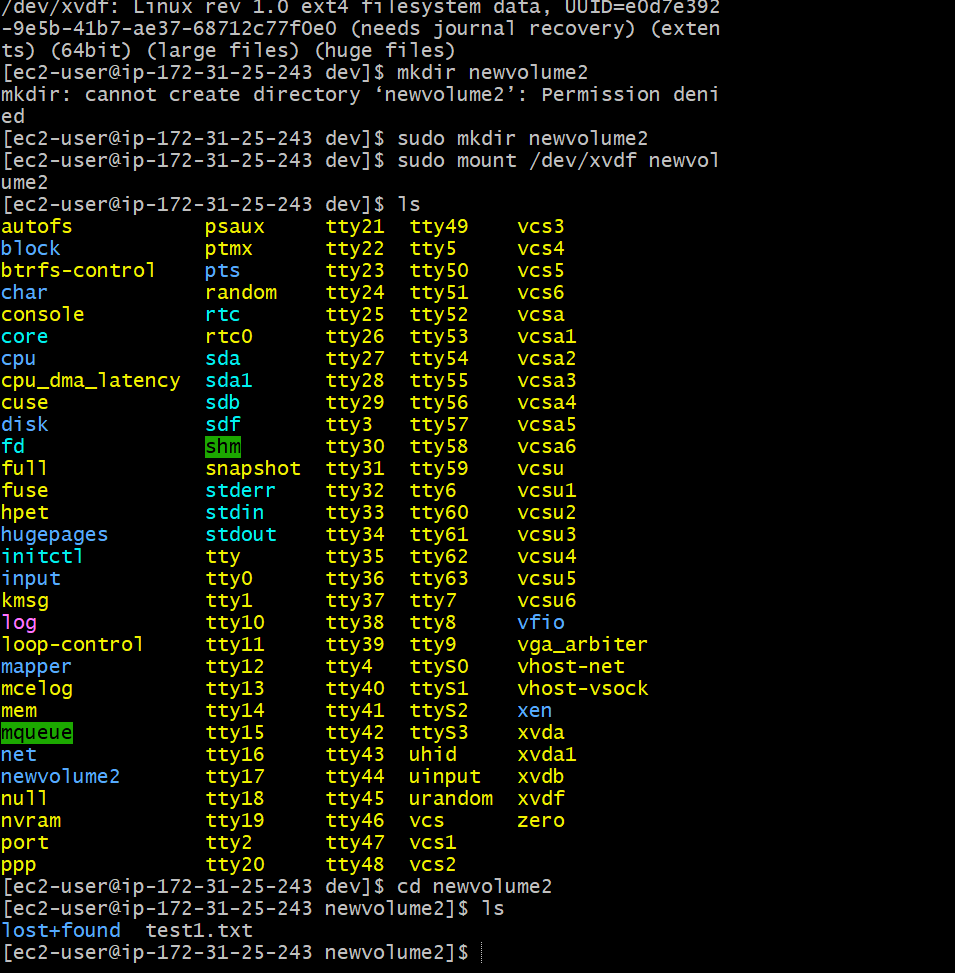 /dev/xvdf: Linux rev 1.0 ext4 filesystem data, UUID=e0d7e392
-9e5b-41b7-ae37-68712c77f0e0 (needs journal recovery) (exten
ts) (64bit) (large files) (huge files)
[ec2-user@ip-172-31-25-243 dev]$ mkdir newvolume2
mkdir: cannot create directory ‘newvolume2’: Permission deni
ed
[ec2-user@ip-172-31-25-243 dev]$ sudo mkdir newvolume2
[ec2-user@ip-172-31-25-243 dev]$ sudo mount /dev/xvdf newvol
ume2
[ec2-user@ip-172-31-25-243 dev]$ ls
autofs psaux tty21 tty49 vcs3
block ptmx tty22 tty5 vcs4
btrfs-control pts tty23 tty50 vcs5
char random tty24 tty51 vcs6
console rtc tty25 tty52 vcsa
core rtc0 tty26 tty53 vcsa1
cpu sda tty27 tty54 vcsa2
cpu_dma_latency sda1 tty28 tty55 vcsa3
cuse sdb tty29 tty56 vcsa4
disk sdf tty3 tty57 vcsa5
fd shm tty30 tty58 vcsa6
full snapshot tty31 tty59 vcsu
fuse stderr tty32 tty6 vcsu1
hpet stdin tty33 tty60 vcsu2
hugepages stdout tty34 tty61 vcsu3
initctl tty tty35 tty62 vcsu4
input tty0 tty36 tty63 vcsu5
kmsg tty1 tty37 tty7 vcsu6
log tty10 tty38 tty8 vfio
loop-control tty11 tty39 tty9 vga_arbiter
mapper tty12 tty4 ttyS0 vhost-net
mcelog tty13 tty40 ttyS1 vhost-vsock
mem tty14 tty41 ttyS2 xen
mqueue tty15 tty42 ttyS3 xvda
net tty16 tty43 uhid xvda1
newvolume2 tty17 tty44 uinput xvdb
null tty18 tty45 urandom xvdf
nvram tty19 tty46 vcs zero
port tty2 tty47 vcs1
ppp tty20 tty48 vcs2
[ec2-user@ip-172-31-25-243 dev]$ cd newvolume2
[ec2-user@ip-172-31-25-243 newvolume2]$ ls
lost+found test1.txt
[ec2-user@ip-172-31-25-243 newvolume2]$